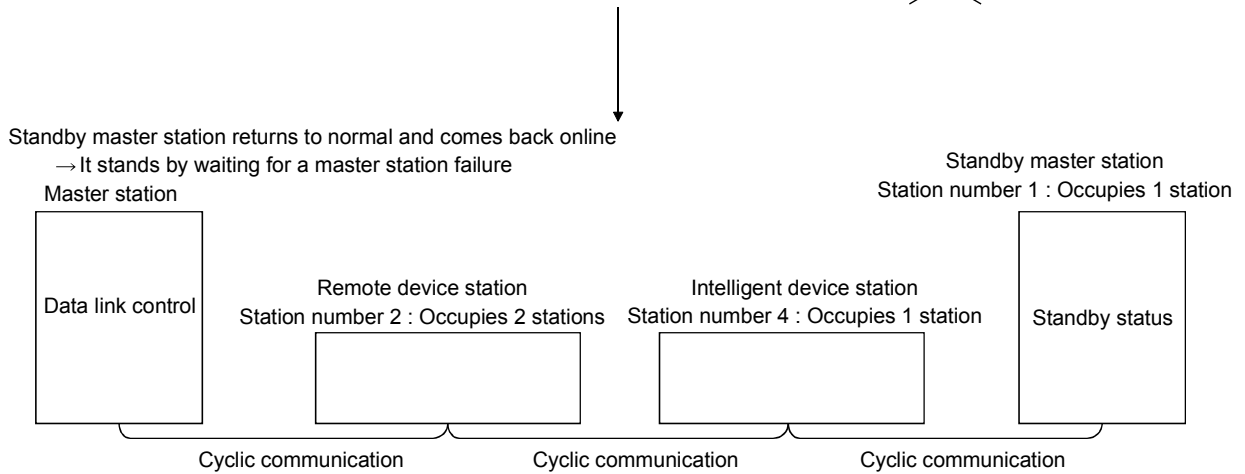 Standby master station returns to normal and comes back online
→ It stands by waiting for a master station failure
Master station
Standby master station
Station number 1 : Occupies 1 station
Data link control
Remote device station
Station number 2 : Occupies 2 stations
Intelligent device station
Station number 4 : Occupies 1 station
Standby status
Cyclic communication
Cyclic communication
Cyclic communication